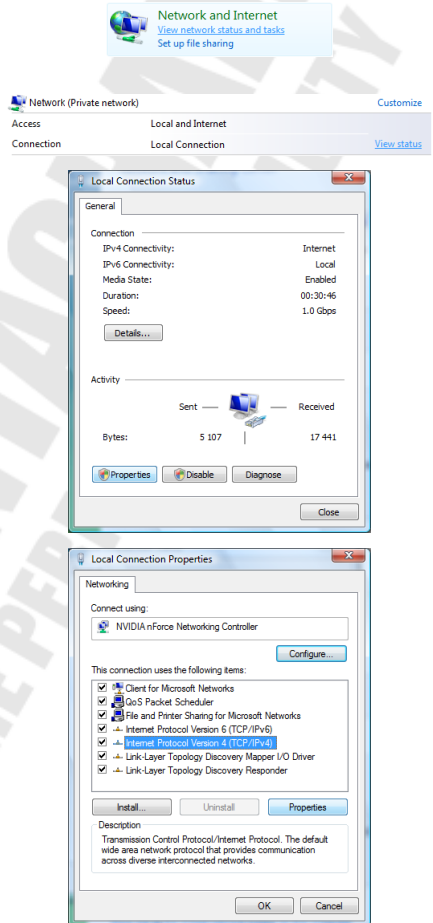 Network and Internet
View network status and tasks
Set up file sharing
Network (Private network) Customize
Access Local and Internet
Connection Local Connection View status
Local Connection Status
General
Connection
IPv4 Connectivity: Internet
IPv6 Connectivity: Local
Media State: Enabled
Duration: 00:30:46
Speed: 1.0 Gbps
Details...
Activity
Sent Received
Bytes: 5 107 17 441
Properties Disable Diagnose
Close
Local Connection Properties
Networking
Connect using:
NVIDIA nForce Networking Controller
Configure...
This connection uses the following items:
Client for Microsoft Networks
QoS Packet Scheduler
File and Printer Sharing for Microsoft Networks
Internet Protocol Version 6 (TCP/IPv6)
Internet Protocol Version 4 (TCP/IPv4)
Link-Layer Topology Discovery Mapper I/O Driver
Link-Layer Topology Discovery Responder
Install... Uninstall Properties
Description
Transmission Control Protocol/Internet Protocol. The default
wide area network protocol that provides communication
across diverse interconnected networks.
OK Cancel